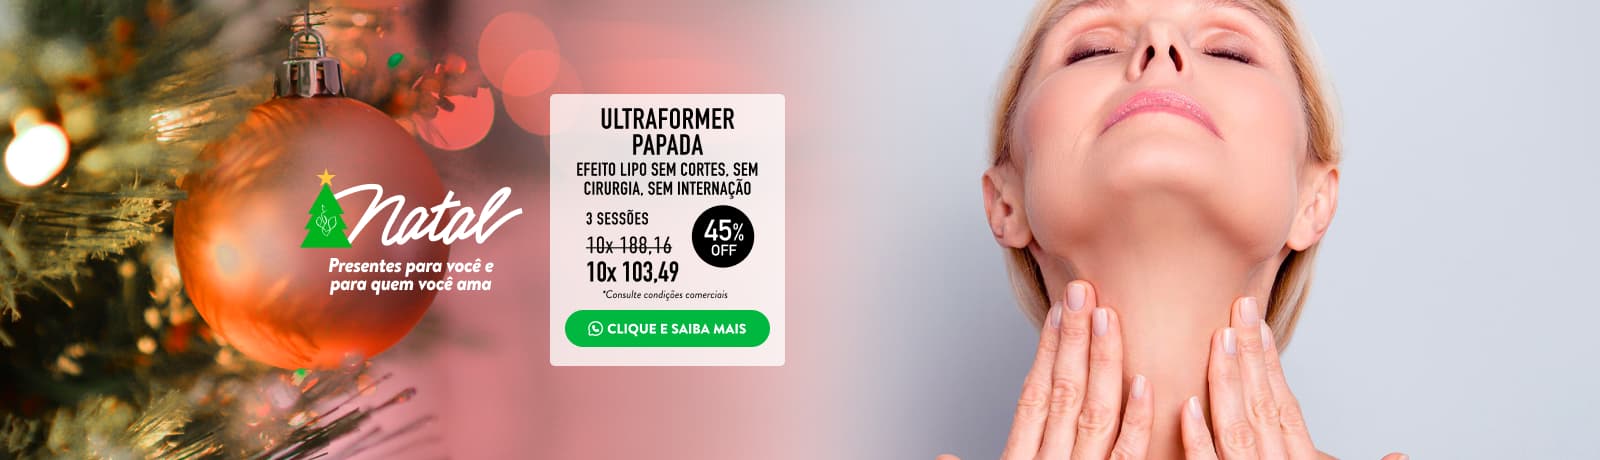 Natal
Presentes para você e
para quem você ama
ULTRAFORMER
PAPADA
EFEITO LIPO SEM CORTES, SEM
CIRURGIA, SEM INTERNAÇÃO
3 SESSÕES
10x 188,16
10x 103,49
45%
OFF
*Consulte condições comerciais
CLIQUE E SAIBA MAIS